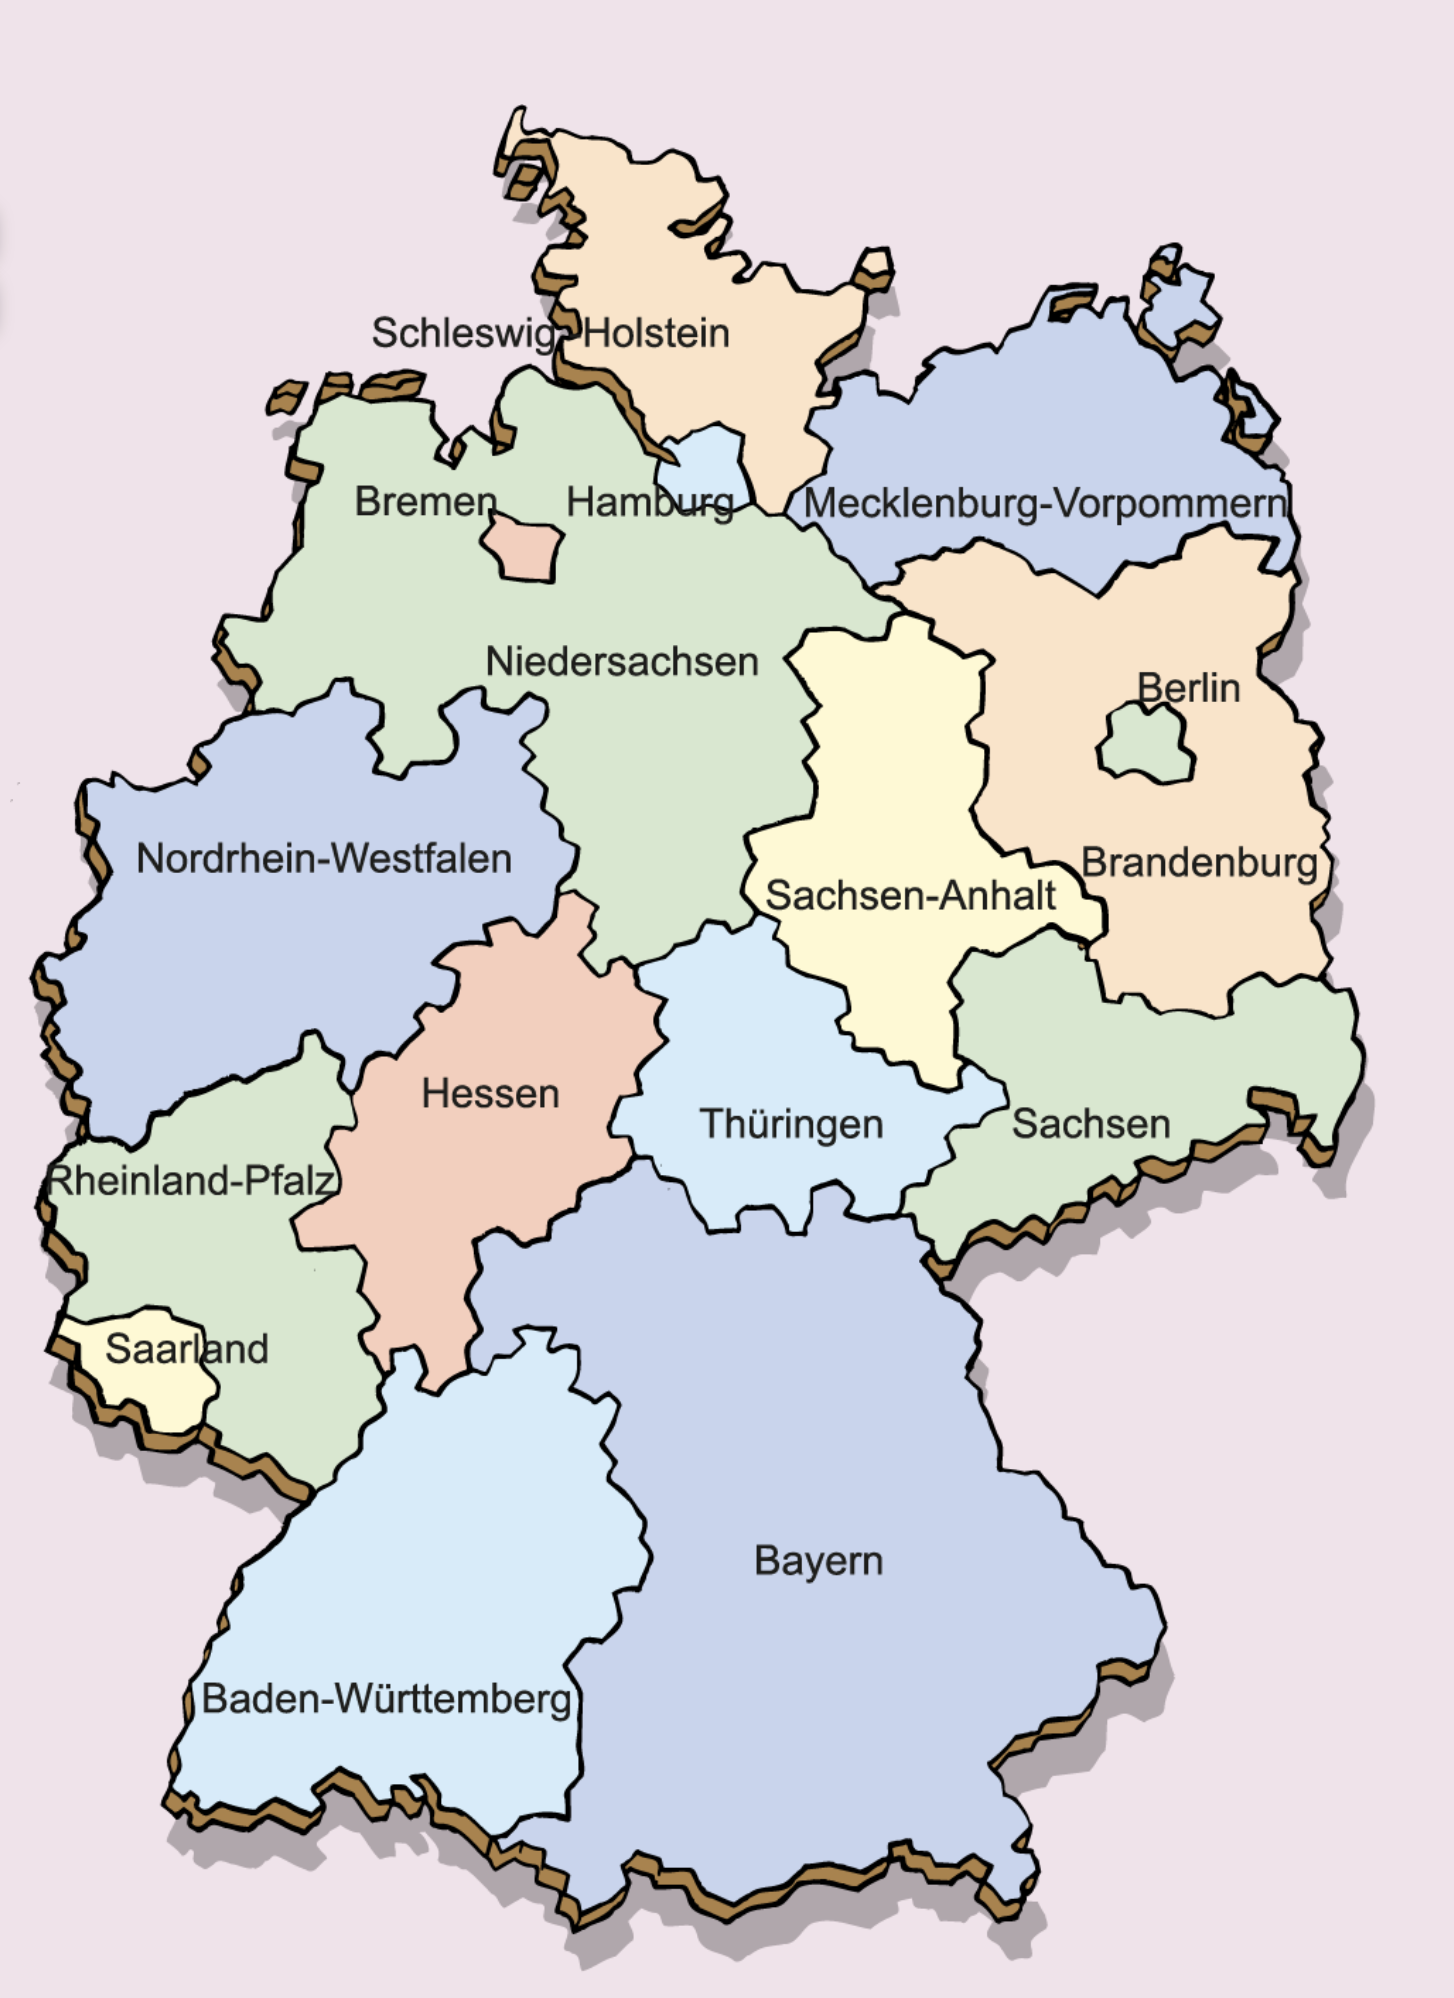 Schleswig-Holstein
Bremen
Hamburg
Mecklenburg-Vorpommern
Niedersachsen
Berlin
Nordrhein-Westfalen
Brandenburg
Sachsen-Anhalt
Hessen
Thüringen
Sachsen
Rheinland-Pfalz
Saarland
Bayern
Baden-Württemberg